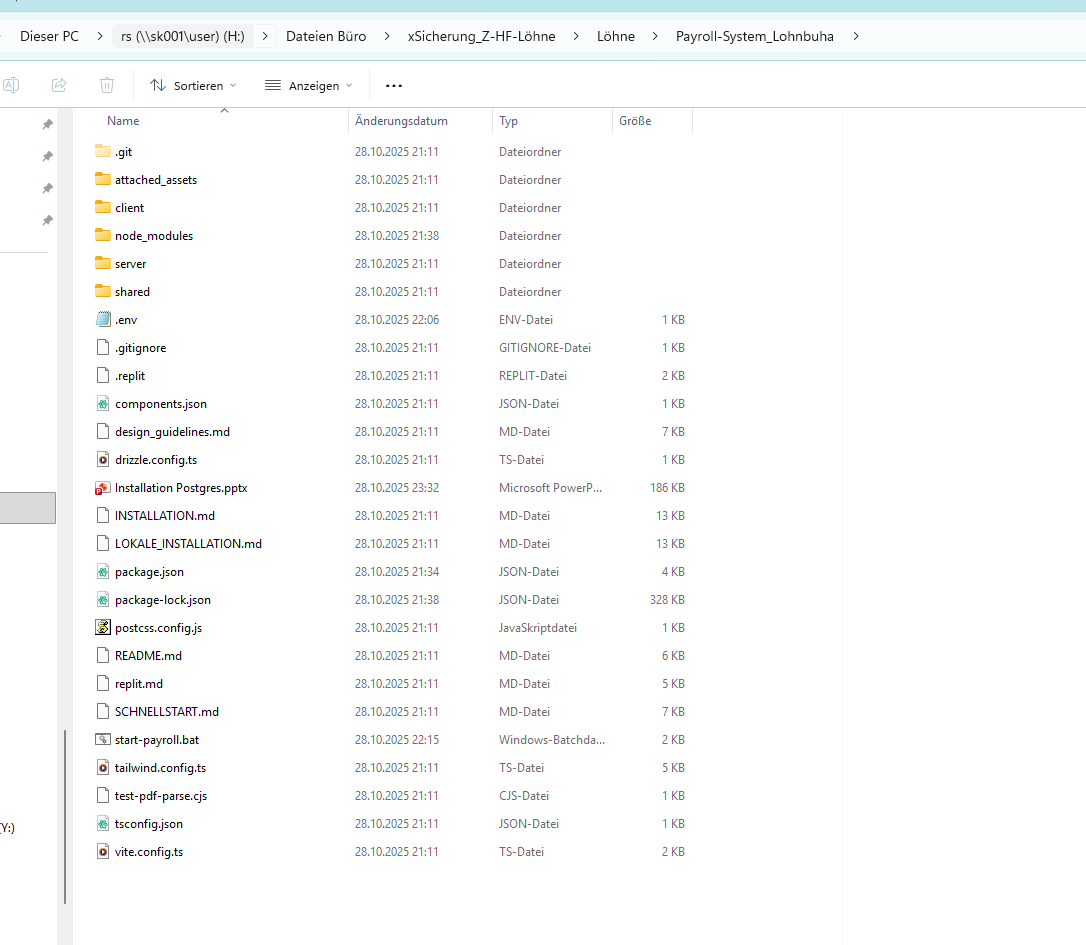 Dieser PC > rs (\\sk001\user) (H:) > Dateien Büro > xSicherung_Z-HF-Löhne > Löhne > Payroll-System_Lohnbuha >
Sortieren Anzeigen ...
Name Änderungsdatum Typ Größe
.git 28.10.2025 21:11 Dateiordner
attached_assets 28.10.2025 21:11 Dateiordner
client 28.10.2025 21:11 Dateiordner
node_modules 28.10.2025 21:38 Dateiordner
server 28.10.2025 21:11 Dateiordner
shared 28.10.2025 21:11 Dateiordner
.env 28.10.2025 22:06 ENV-Datei 1 KB
.gitignore 28.10.2025 21:11 GITIGNORE-Datei 1 KB
.replit 28.10.2025 21:11 REPLIT-Datei 2 KB
components.json 28.10.2025 21:11 JSON-Datei 1 KB
design_guidelines.md 28.10.2025 21:11 MD-Datei 7 KB
drizzle.config.ts 28.10.2025 21:11 TS-Datei 1 KB
Installation Postgres.pptx 28.10.2025 23:32 Microsoft PowerP... 186 KB
INSTALLATION.md 28.10.2025 21:11 MD-Datei 13 KB
LOKALE_INSTALLATION.md 28.10.2025 21:11 MD-Datei 13 KB
package.json 28.10.2025 21:34 JSON-Datei 4 KB
package-lock.json 28.10.2025 21:38 JSON-Datei 328 KB
postcss.config.js 28.10.2025 21:11 JavaSkriptdatei 1 KB
README.md 28.10.2025 21:11 MD-Datei 6 KB
replit.md 28.10.2025 21:11 MD-Datei 5 KB
SCHNELLSTART.md 28.10.2025 21:11 MD-Datei 7 KB
start-payroll.bat 28.10.2025 22:15 Windows-Batchda... 2 KB
tailwind.config.ts 28.10.2025 21:11 TS-Datei 5 KB
test-pdf-parse.cjs 28.10.2025 21:11 CJS-Datei 1 KB
tsconfig.json 28.10.2025 21:11 JSON-Datei 1 KB
Y:)
vite.config.ts 28.10.2025 21:11 TS-Datei 2 KB